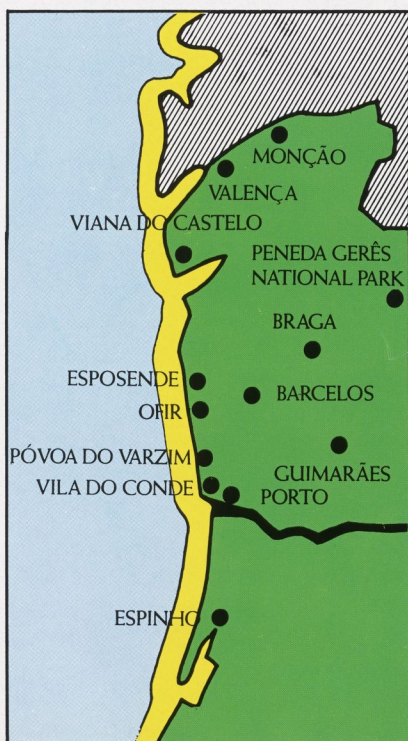 MONÇÃO
VALENÇA
VIANA DO CASTELO
PENEDA GERÊS
NATIONAL PARK
BRAGA
ESPOSENDE
BARCELOS
OFIR
PÓVOA DO VARZIM
GUIMARÃES
VILA DO CONDE
PORTO
ESPINHO